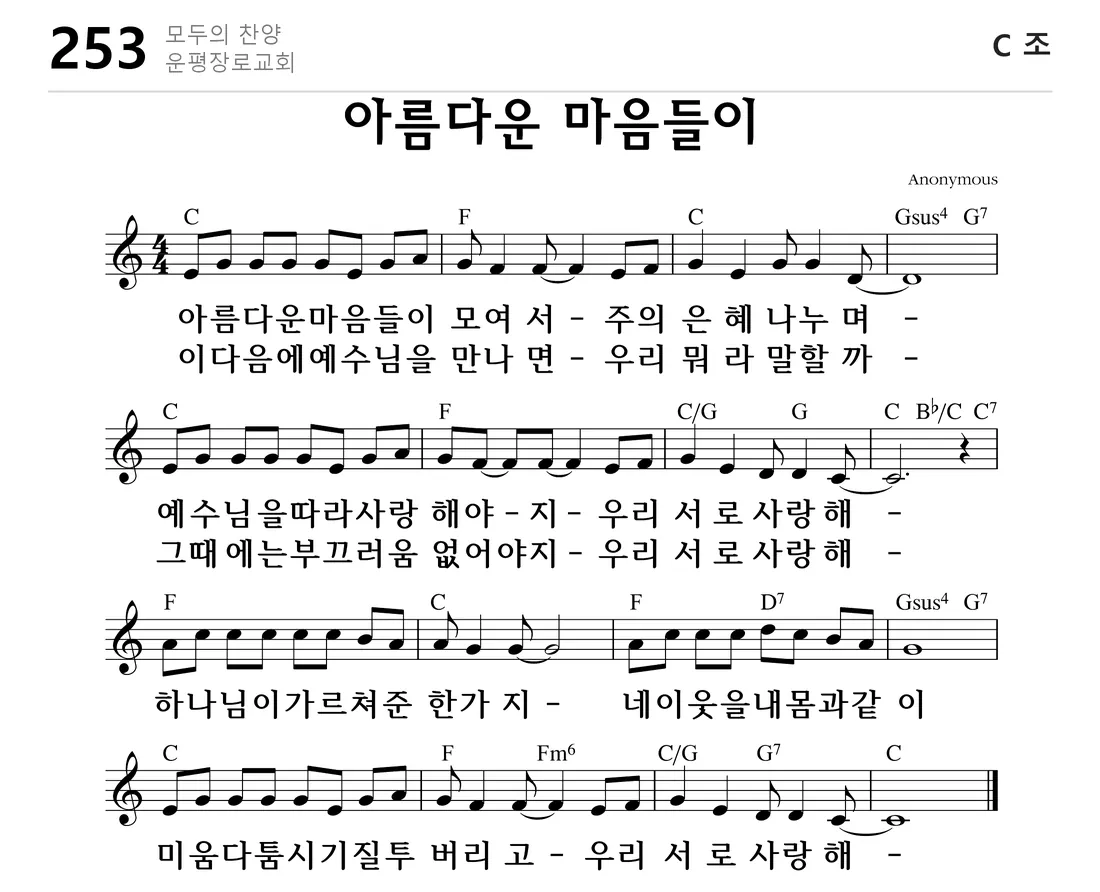 253 모두의 찬양
운평장로교회
C 조
아름다운 마음들이
Anonymous
C F C Gsus4 G7
아름다운마음들이 모여 서 - 주의 은 혜 나누 며 -
이다음에예수님을 만나 면 - 우리 뭐 라 말할 까 -
C F C/G G C B♭/C C7
예수님을따라사랑 해야 - 지 - 우리 서 로 사랑 해 -
그때에는부끄러움 없어야지 - 우리 서 로 사랑 해 -
F C F D7 Gsus4 G7
하나님이가르쳐준 한가 지 - 네이웃을내몸과같 이
C F Fm6 C/G G7 C
미움다툼시기질투 버리 고 - 우리 서 로 사랑 해 -